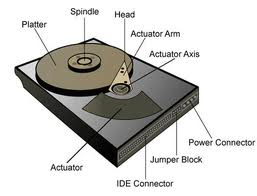 Spindle
Head
Platter
Actuator Arm
Actuator Axis
Power Connector
Actuator
Jumper Block
IDE Connector